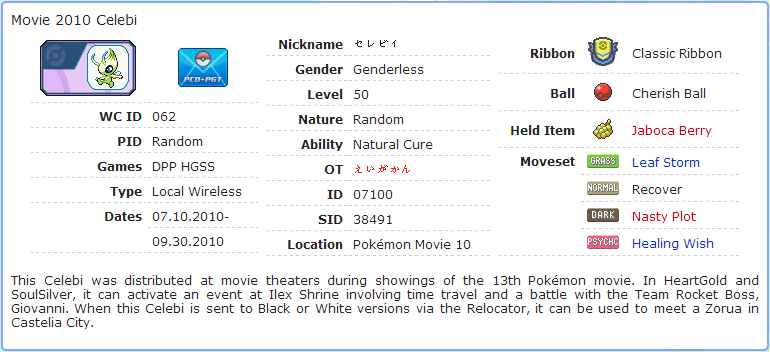 Movie 2010 Celebi
PCD•PGT
WC ID 062
PID Random
Games DPP HGSS
Type Local Wireless
Dates 07.10.2010-
09.30.2010
Nickname セレビィ
Gender Genderless
Level 50
Nature Random
Ability Natural Cure
OT えいがかん
ID 07100
SID 38491
Location Pokémon Movie 10
Ribbon Classic Ribbon
Ball Cherish Ball
Held Item Jaboca Berry
Moveset GRASS Leaf Storm
NORMAL Recover
DARK Nasty Plot
PSYCHC Healing Wish
This Celebi was distributed at movie theaters during showings of the 13th Pokémon movie. In HeartGold and
SoulSilver, it can activate an event at Ilex Shrine involving time travel and a battle with the Team Rocket Boss,
Giovanni. When this Celebi is sent to Black or White versions via the Relocator, it can be used to meet a Zorua in
Castelia City.